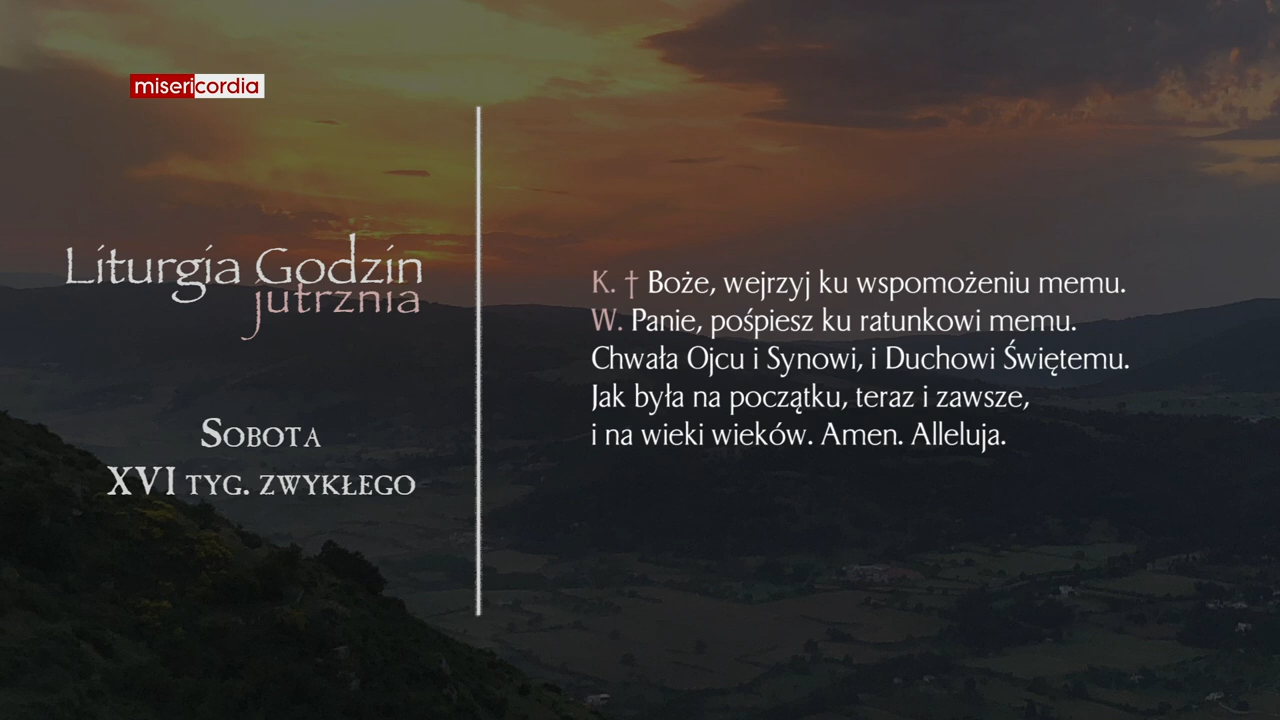 misericordia
Liturgia Godzin
jutrznia
Sobota
XVI tyg. zwykłego
K. † Boże, wejrzyj ku wspomożeniu memu.
W. Panie, pośpiesz ku ratunkowi memu.
Chwała Ojcu i Synowi, i Duchowi Świętemu.
Jak była na początku, teraz i zawsze,
i na wieki wieków. Amen. Alleluja.